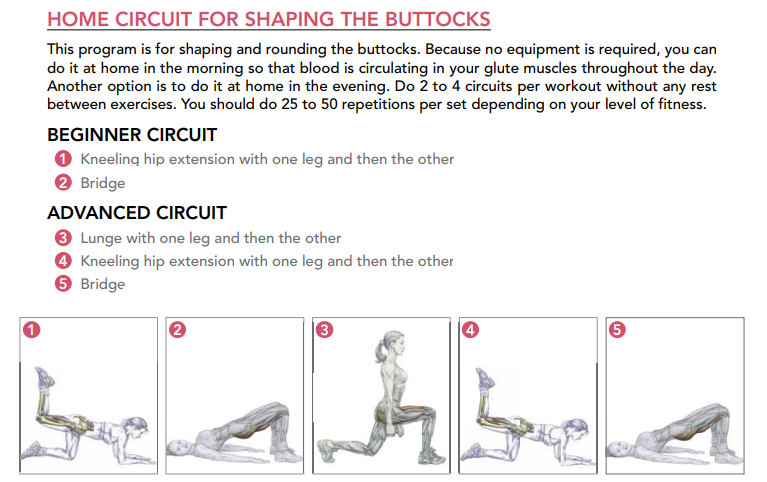 HOME CIRCUIT FOR SHAPING THE BUTTOCKS
This program is for shaping and rounding the buttocks. Because no equipment is required, you can
do it at home in the morning so that blood is circulating in your glute muscles throughout the day.
Another option is to do it at home in the evening. Do 2 to 4 circuits per workout without any rest
between exercises. You should do 25 to 50 repetitions per set depending on your level of fitness.
BEGINNER CIRCUIT
1 Kneeling hip extension with one leg and then the other
2 Bridge
ADVANCED CIRCUIT
3 Lunge with one leg and then the other
4 Kneeling hip extension with one leg and then the other
5 Bridge
1 2 3 4 5